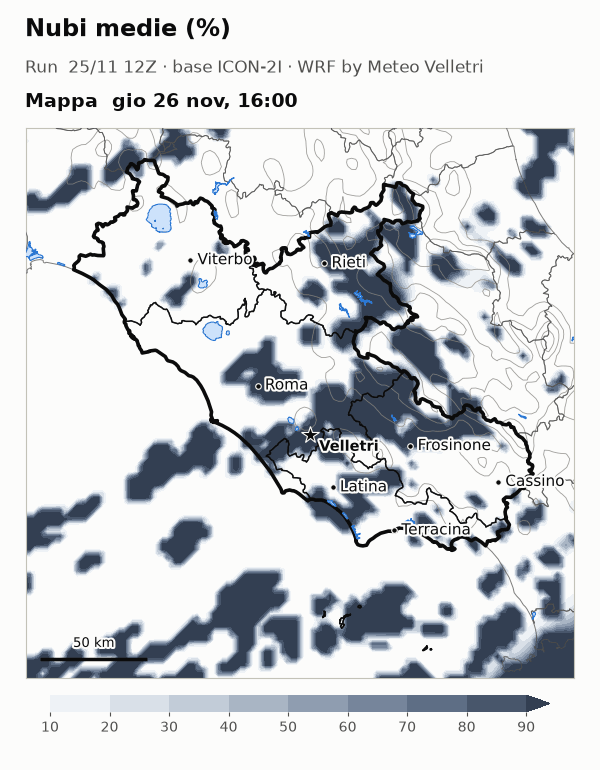 Nubi medie (%)
Run  25/11 12Z · base ICON-2I · WRF by Meteo Velletri
Mappa  gio 26 nov, 16:00
Viterbo
Rieti
Roma
Velletri
Frosinone
Cassino
Latina
Terracina
50 km
10 20 30 40 50 60 70 80 90